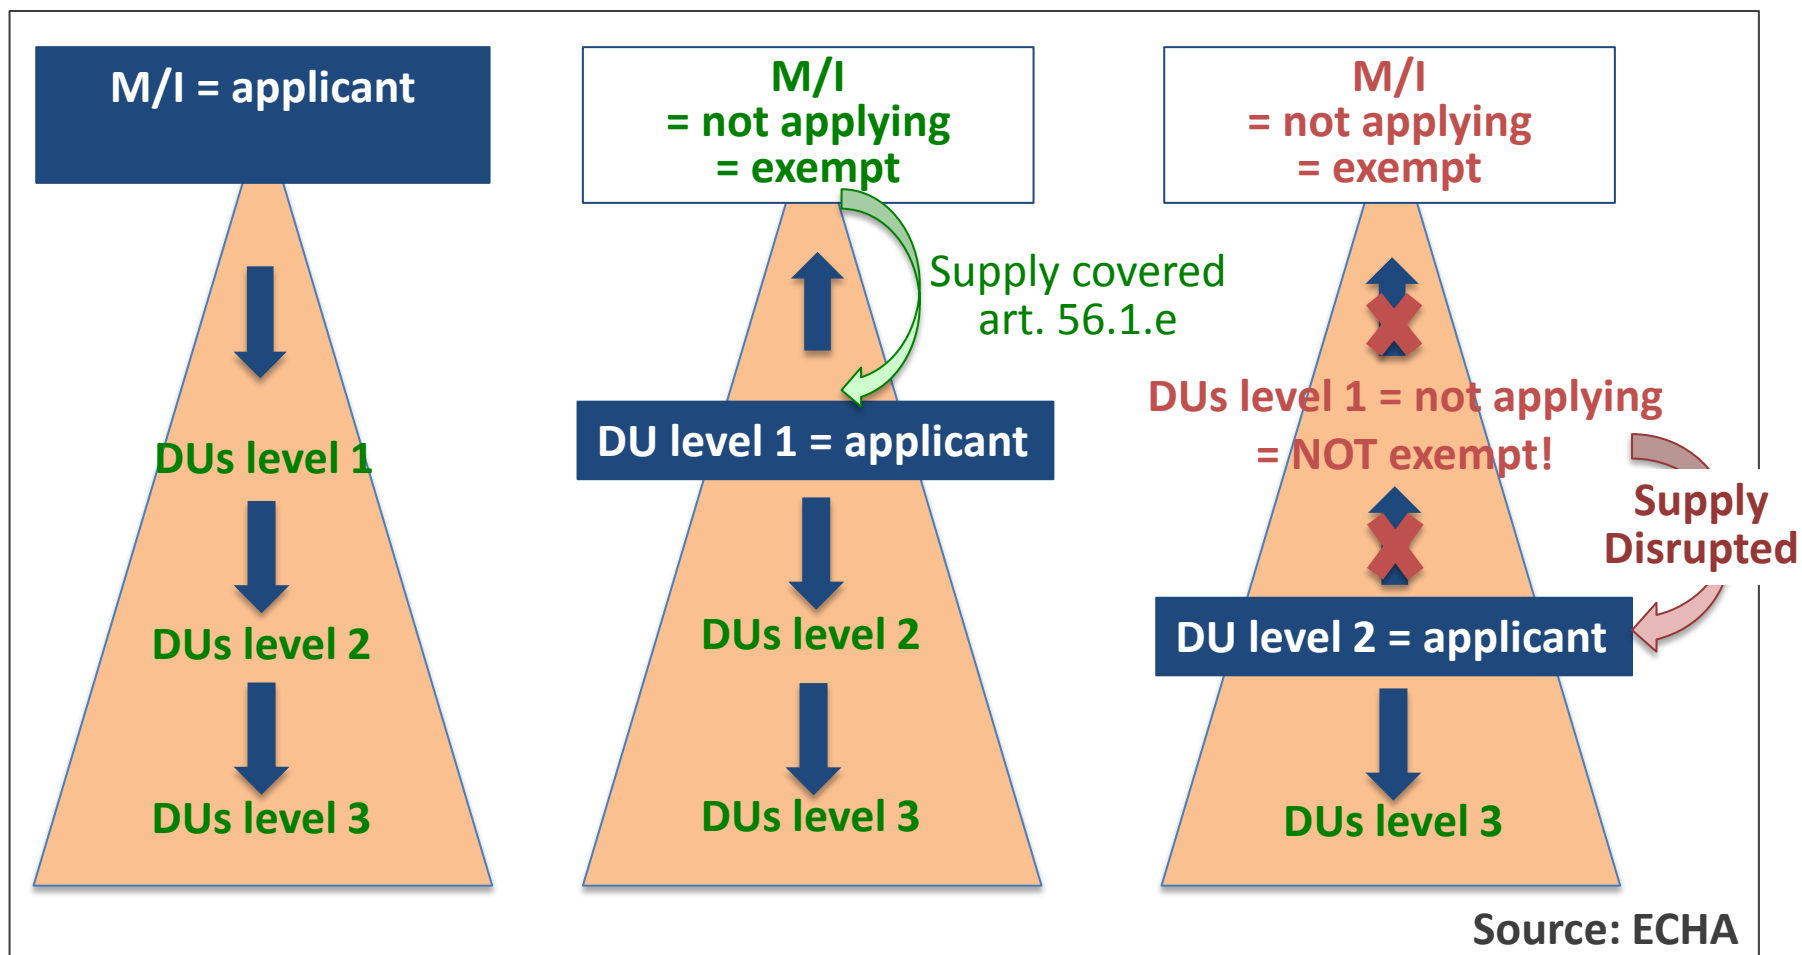 M/I = applicant
DUs level 1
DUs level 2
DUs level 3
M/I
= not applying
= exempt
Supply covered
art. 56.1.e
DU level 1 = applicant
DUs level 2
DUs level 3
M/I
= not applying
= exempt
DUs level 1 = not applying
= NOT exempt!
Supply
Disrupted
DU level 2 = applicant
DUs level 3
Source: ECHA